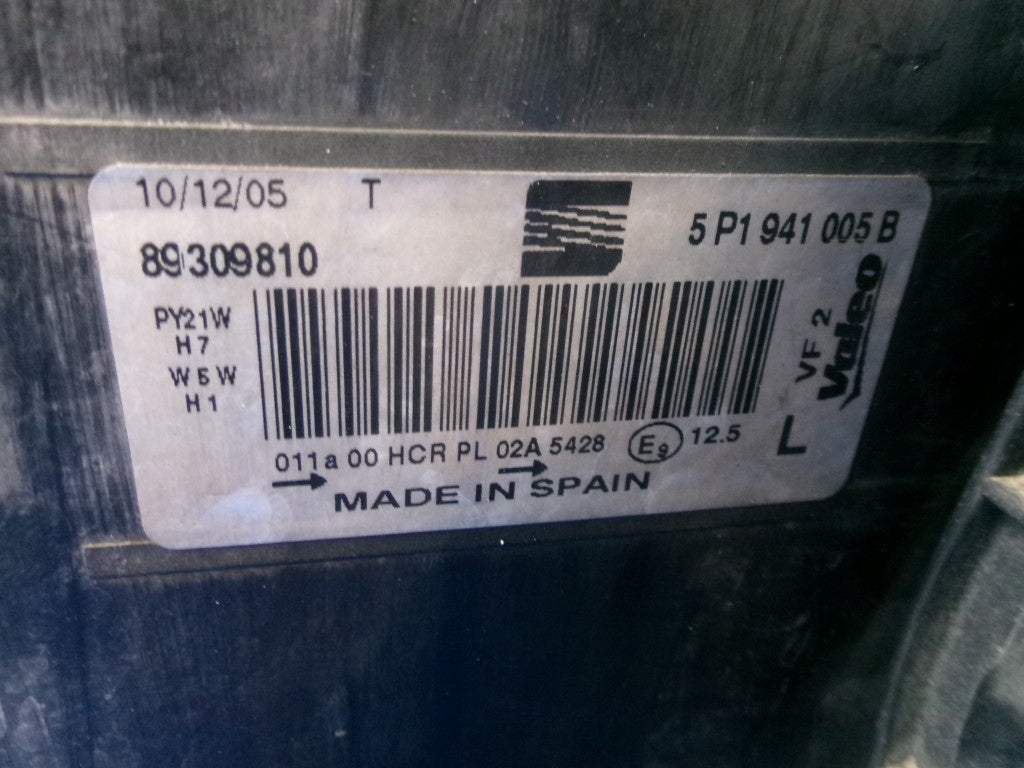 10/12/05 T
5 P1 941 005 B
89309810
PY21W
H7
W5W
H1
VF 2
Valeo
011a 00 HCR PL 02A 5428 E9 12.5
L
MADE IN SPAIN